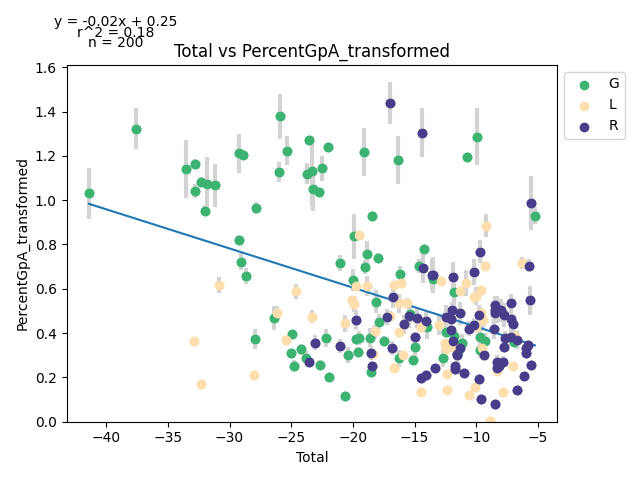 y = -0.02x + 0.25
r^2 = 0.18
n = 200
Total vs PercentGpA_transformed
1.6
1.4
1.2
1.0
0.8
0.6
0.4
0.2
0.0
PercentGpA_transformed
−40
−35
−30
−25
−20
−15
−10
−5
Total
G
L
R